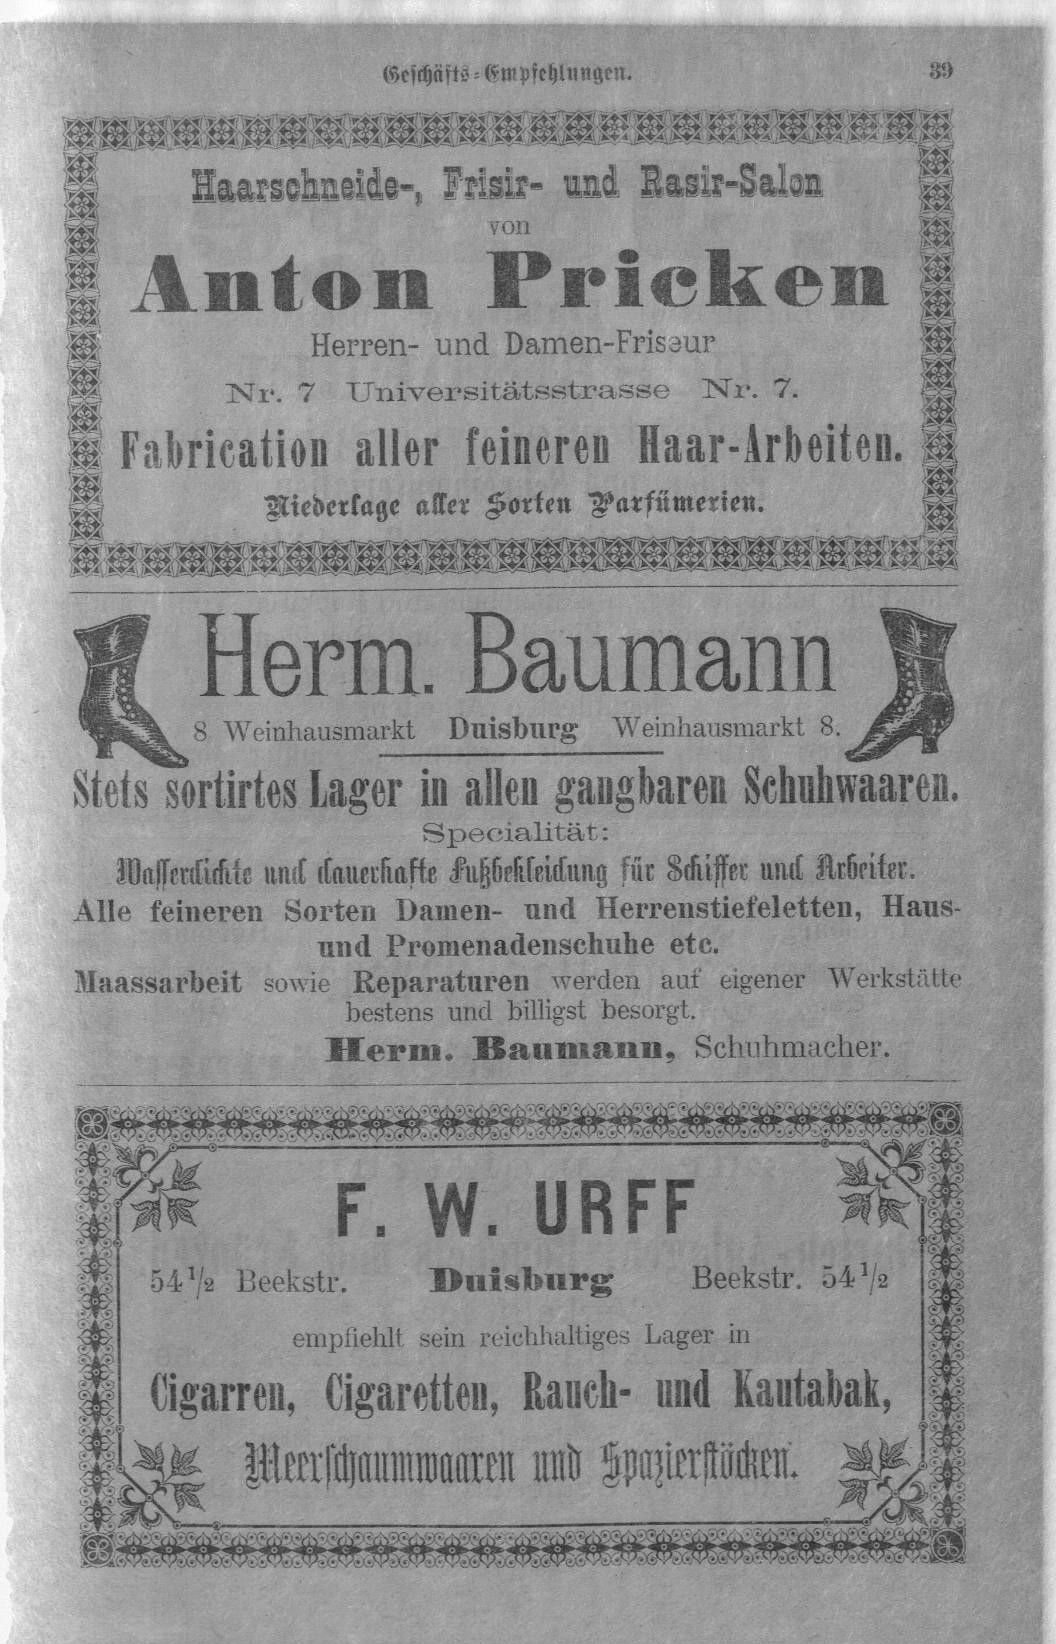 Geschäfts-Empfehlungen. 39
Haarschneide-, Frisir- und Rasir-Salon
von
Anton Pricken
Herren- und Damen-Friseur
Nr. 7 Universitätsstrasse Nr. 7.
Fabrication aller feineren Haar-Arbeiten.
Niederlage aller Sorten Parfümerien.
Herm. Baumann
8 Weinhausmarkt Duisburg Weinhausmarkt 8.
Stets sortirtes Lager in allen gangbaren Schuhwaaren.
Specialität:
Wasserdichte und dauerhafte Fußbekleidung für Schiffer und Arbeiter.
Alle feineren Sorten Damen- und Herrenstiefeletten, Haus-
und Promenadenschuhe etc.
Maassarbeit sowie Reparaturen werden auf eigener Werkstätte
bestens und billigst besorgt.
Herm. Baumann, Schuhmacher.
F. W. URFF
54 1/2 Beekstr. Duisburg Beekstr. 54 1/2
empfiehlt sein reichhaltiges Lager in
Cigarren, Cigaretten, Rauch- und Kautabak,
Meerschaumwaaren und Spazierstöcken.